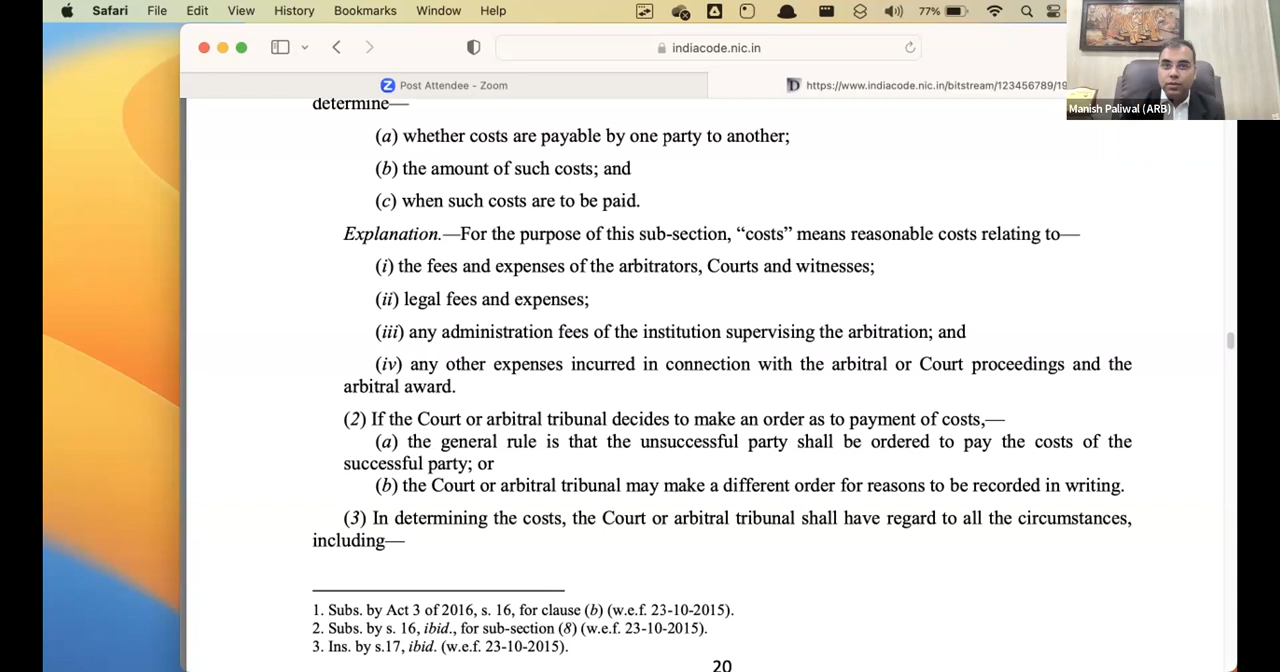 Safari File Edit View History Bookmarks Window Help 77%
indiacode.nic.in
Post Attendee - Zoom
https://www.indiacode.nic.in/bitstream/123456789/19
Manish Paliwal (ARB)
determine—
(a) whether costs are payable by one party to another;
(b) the amount of such costs; and
(c) when such costs are to be paid.
Explanation.—For the purpose of this sub-section, “costs” means reasonable costs relating to—
(i) the fees and expenses of the arbitrators, Courts and witnesses;
(ii) legal fees and expenses;
(iii) any administration fees of the institution supervising the arbitration; and
(iv) any other expenses incurred in connection with the arbitral or Court proceedings and the
arbitral award.
(2) If the Court or arbitral tribunal decides to make an order as to payment of costs,—
(a) the general rule is that the unsuccessful party shall be ordered to pay the costs of the
successful party; or
(b) the Court or arbitral tribunal may make a different order for reasons to be recorded in writing.
(3) In determining the costs, the Court or arbitral tribunal shall have regard to all the circumstances,
including—
1. Subs. by Act 3 of 2016, s. 16, for clause (b) (w.e.f. 23-10-2015).
2. Subs. by s. 16, ibid., for sub-section (8) (w.e.f. 23-10-2015).
3. Ins. by s.17, ibid. (w.e.f. 23-10-2015).
20